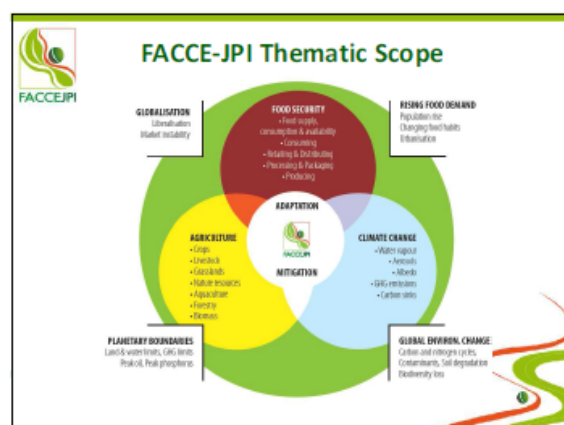 FACCE-JPI Thematic Scope
FACCEJPI
GLOBALISATION
Liberalisation
Market instability
FOOD SECURITY
• Food supply,
consumption & availability
• Consuming
• Retailing & Distributing
• Processing & Packaging
• Producing
RISING FOOD DEMAND
Population rise
Changing food habits
Urbanisation
ADAPTATION
FACCEJPI
MITIGATION
AGRICULTURE
• Crops
• Livestock
• Grasslands
• Nature resources
• Aquaculture
• Forestry
• Biomass
CLIMATE CHANGE
• Water vapour
• Aerosols
• Albedo
• GHG emissions
• Carbon sinks
PLANETARY BOUNDARIES
Land & water limits, GHG limits
Peak oil, Peak phosphorus
GLOBAL ENVIRON. CHANGE
Carbon and nitrogen cycles,
Contaminants, Soil degradation
Biodiversity loss